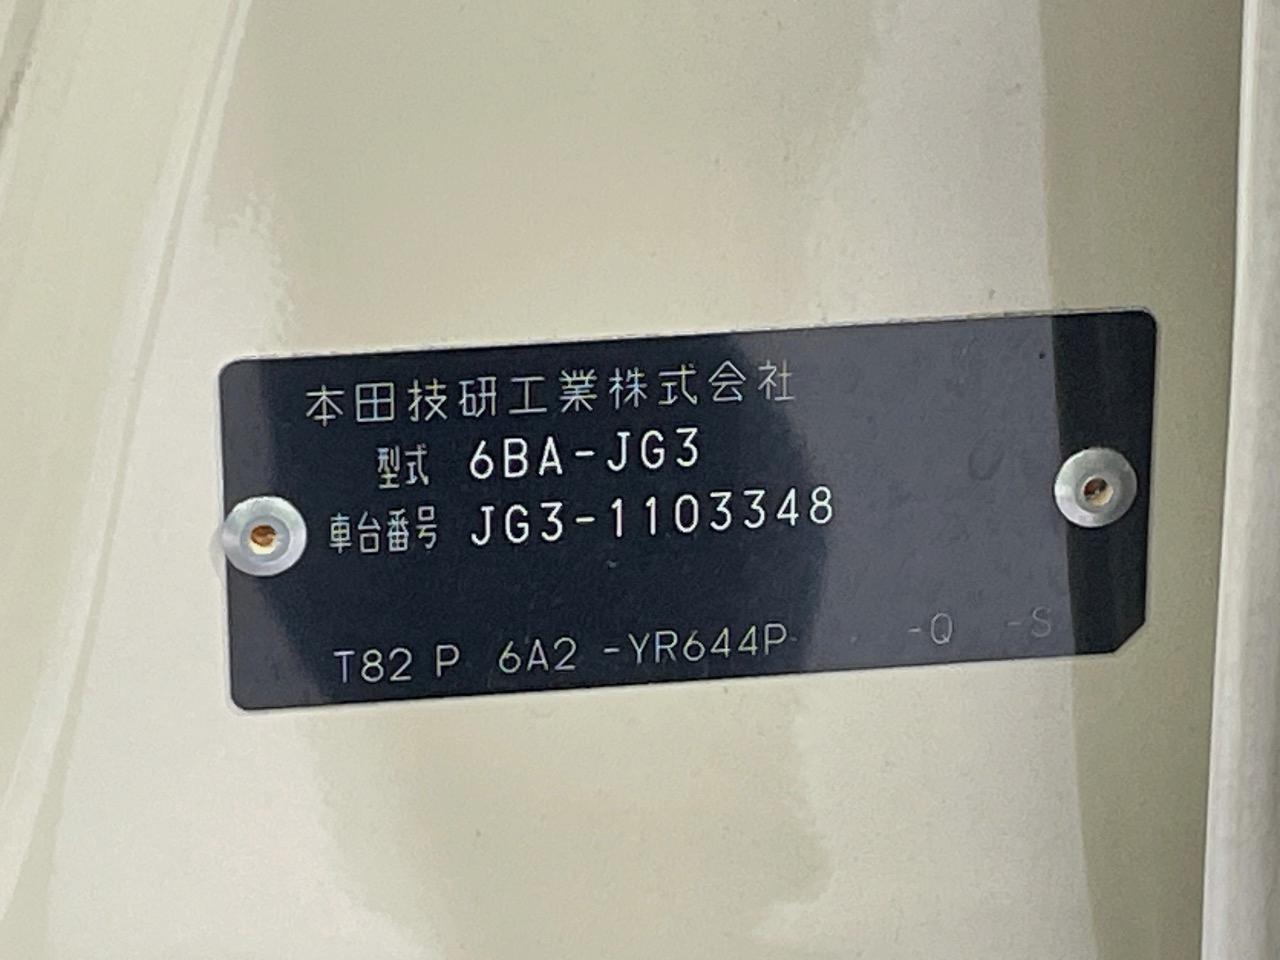 本田技研工業株式会社
型式 6BA-JG3
車台番号 JG3-1103348
T82 P 6A2 -YR644P -Q -S